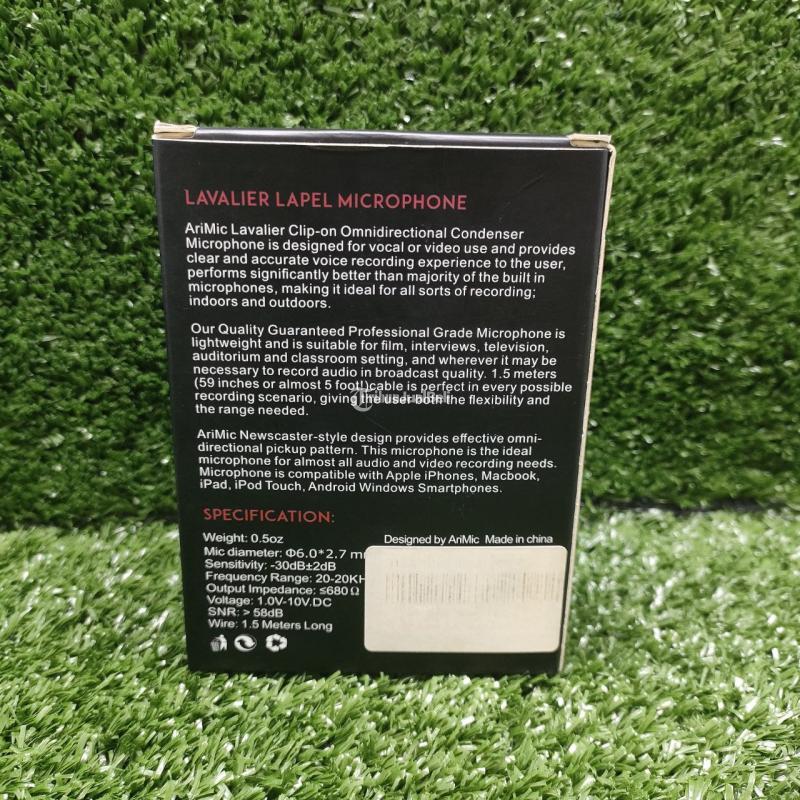 LAVALIER LAPEL MICROPHONE
AriMic Lavalier Clip-on Omnidirectional Condenser
Microphone is designed for vocal or video use and provides
clear and accurate voice recording experience to the user,
performs significantly better than majority of the built in
microphones, making it ideal for all sorts of recording;
indoors and outdoors.
Our Quality Guaranteed Professional Grade Microphone is
lightweight and is suitable for film, interviews, television,
auditorium and classroom setting, and wherever it may be
necessary to record audio in broadcast quality. 1.5 meters
(59 inches or almost 5 foot)cable is perfect in every possible
recording scenario, giving the user both the flexibility and
the range needed.
AriMic Newscaster-style design provides effective omni-
directional pickup pattern. This microphone is the ideal
microphone for almost all audio and video recording needs.
Microphone is compatible with Apple iPhones, Macbook,
iPad, iPod Touch, Android Windows Smartphones.
SPECIFICATION:
Weight: 0.5oz
Designed by AriMic Made in china
Mic diameter: Φ6.0*2.7 m
Sensitivity: -30dB±2dB
Frequency Range: 20-20KH
Output Impedance: ≤680Ω
Voltage: 1.0V-10V.DC
SNR: > 58dB
Wire: 1.5 Meters Long